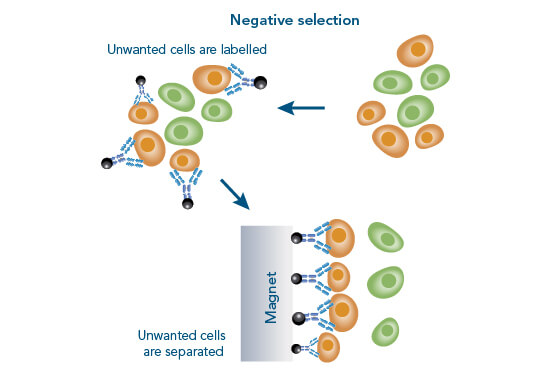 Negative selection
Unwanted cells are labelled
Magnet
Unwanted cells
are separated